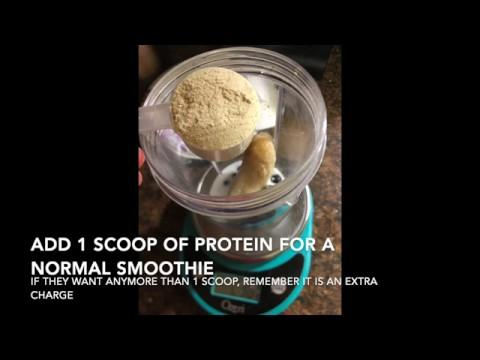 ADD 1 SCOOP OF PROTEIN FOR A
NORMAL SMOOTHIE
IF THEY WANT ANYMORE THAN 1 SCOOP, REMEMBER IT IS AN EXTRA
CHARGE
Ozeri